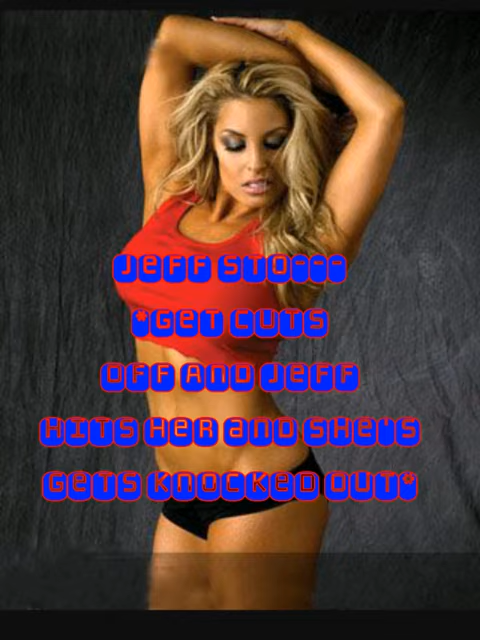 JeFF STO---
*GeT CUTS
OFF AND JeFF
HITS HeR aND SHe'S
GeTS KNOCKeD OUT*